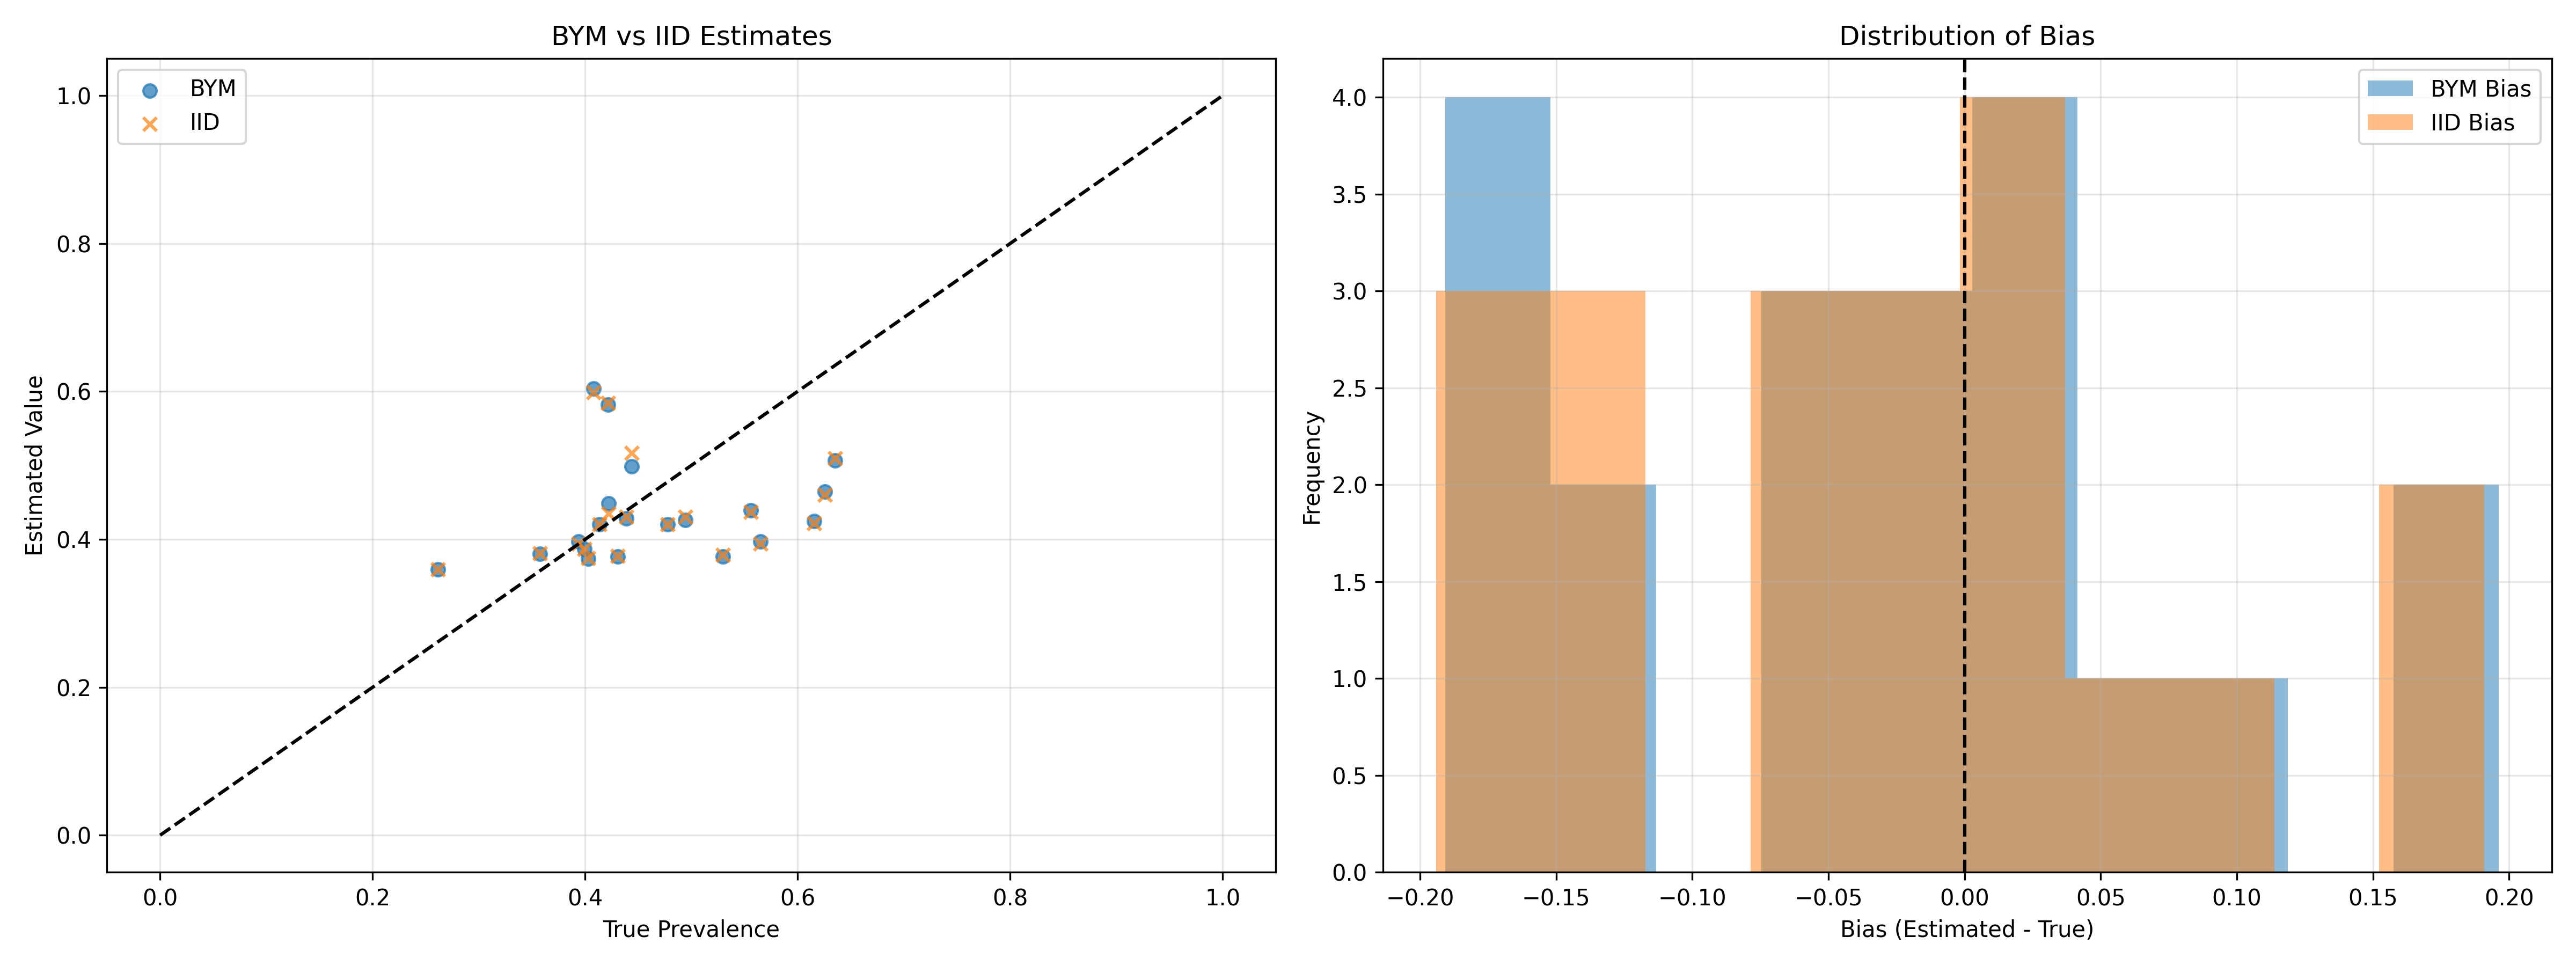 BYM vs IID Estimates
BYM
IID
1.0
0.8
0.6
0.4
0.2
0.0
Estimated Value
0.0 0.2 0.4 0.6 0.8 1.0
True Prevalence
Distribution of Bias
BYM Bias
IID Bias
4.0
3.5
3.0
2.5
2.0
1.5
1.0
0.5
0.0
Frequency
−0.20 −0.15 −0.10 −0.05 0.00 0.05 0.10 0.15 0.20
Bias (Estimated - True)